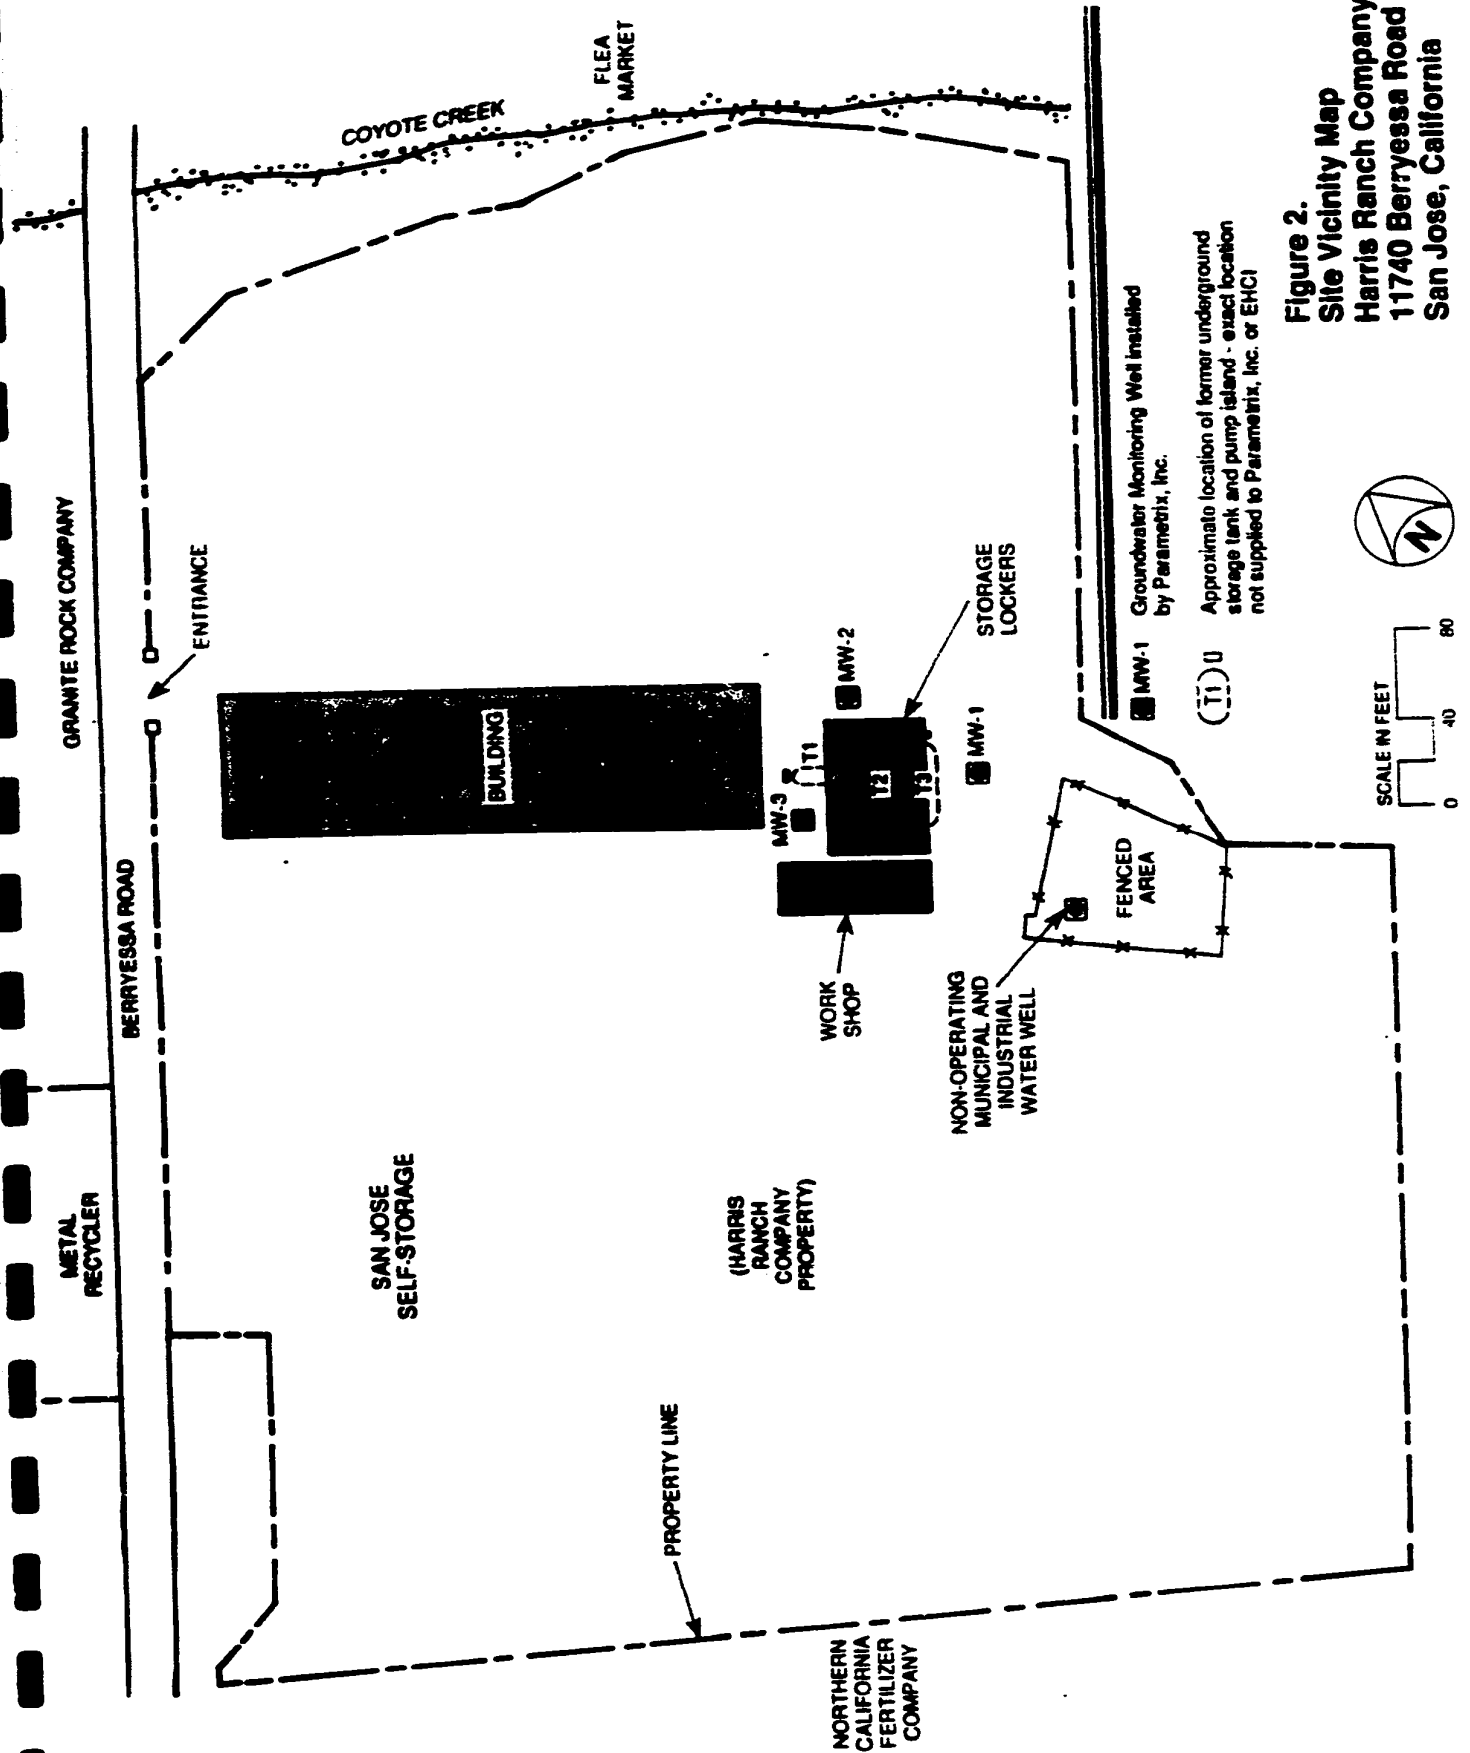 GRANITE ROCK COMPANY
METAL
RECYCLER
BERRYESSA ROAD
ENTRANCE
COYOTE CREEK
FLEA
MARKET
SAN JOSE
SELF-STORAGE
BUILDING
(HARRIS
RANCH
COMPANY
PROPERTY)
PROPERTY LINE
NORTHERN
CALIFORNIA
FERTILIZER
COMPANY
WORK
SHOP
MW-3
T1
T2
T3
MW-2
MW-1
STORAGE
LOCKERS
NON-OPERATING
MUNICIPAL AND
INDUSTRIAL
WATER WELL
FENCED
AREA
MW-1 Groundwater Monitoring Well installed
by Parametrix, Inc.
(T1) Approximate location of former underground
storage tank and pump island - exact location
not supplied to Parametrix, Inc. or EHCI
SCALE IN FEET
0 40 80
N
Figure 2.
Site Vicinity Map
Harris Ranch Company
11740 Berryessa Road
San Jose, California